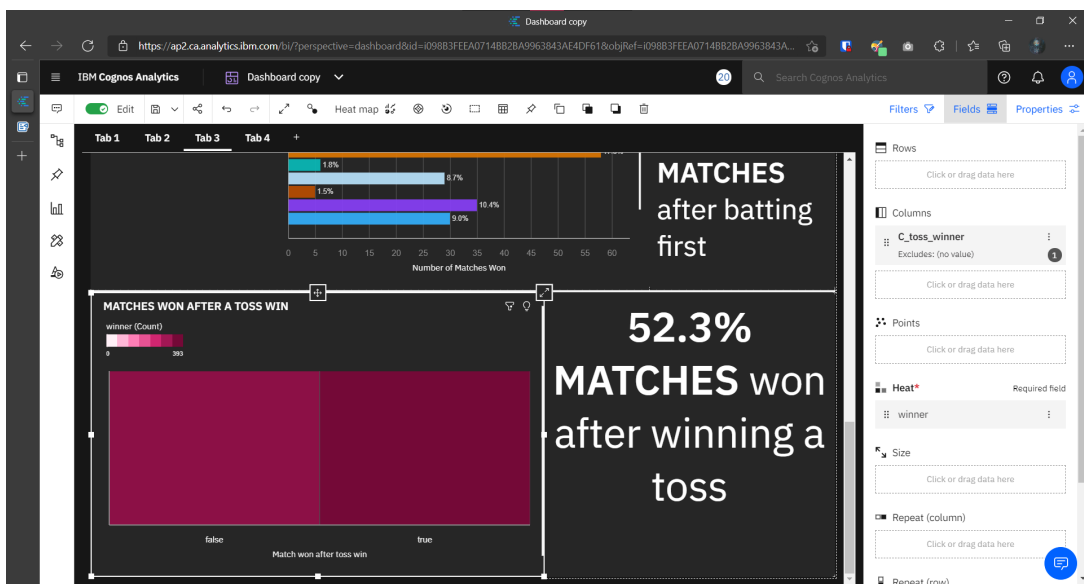 Dashboard copy
https://ap2.ca.analytics.ibm.com/bi/?perspective=dashboard&id=i098B3FEEA0714BB2BA9963843AE4DF61&objRef=i098B3FEEA0714BB2BA9963843A...
IBM Cognos Analytics
Dashboard copy
20
Search Cognos Analytics
Edit
Heat map
Filters
Fields
Properties
Tab 1
Tab 2
Tab 3
Tab 4
1.8%
8.7%
1.5%
10.4%
9.0%
0 5 10 15 20 25 30 35 40 45 50 55 60
Number of Matches Won
MATCHES
after batting
first
MATCHES WON AFTER A TOSS WIN
winner (Count)
0 393
false true
Match won after toss win
52.3%
MATCHES won
after winning a
toss
Rows
Click or drag data here
Columns
C_toss_winner
Excludes: (no value)
1
Click or drag data here
Points
Click or drag data here
Heat*
Required field
winner
Size
Click or drag data here
Repeat (column)
Click or drag data here
Repeat (row)